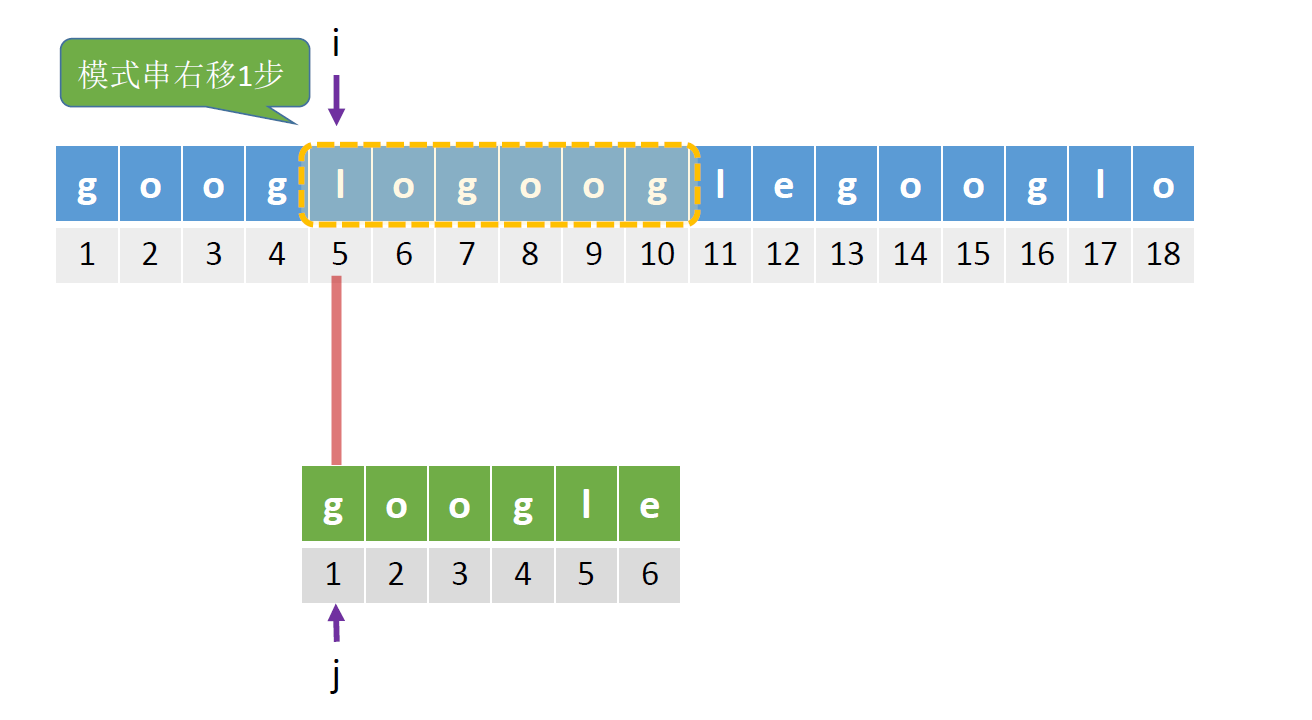 i
模式串右移1步
g o o g l o g o o g l e g o o g l o
1 2 3 4 5 6 7 8 9 10 11 12 13 14 15 16 17 18
g o o g l e
1 2 3 4 5 6
j